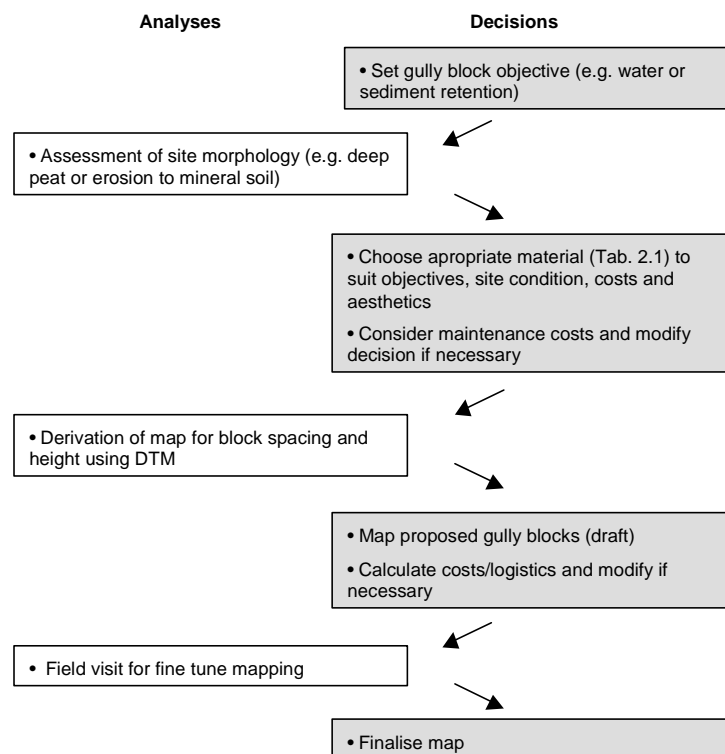 Analyses
Decisions
• Set gully block objective (e.g. water or
sediment retention)
• Assessment of site morphology (e.g. deep
peat or erosion to mineral soil)
• Choose apropriate material (Tab. 2.1) to
suit objectives, site condition, costs and
aesthetics
• Consider maintenance costs and modify
decision if necessary
• Derivation of map for block spacing and
height using DTM
• Map proposed gully blocks (draft)
• Calculate costs/logistics and modify if
necessary
• Field visit for fine tune mapping
• Finalise map